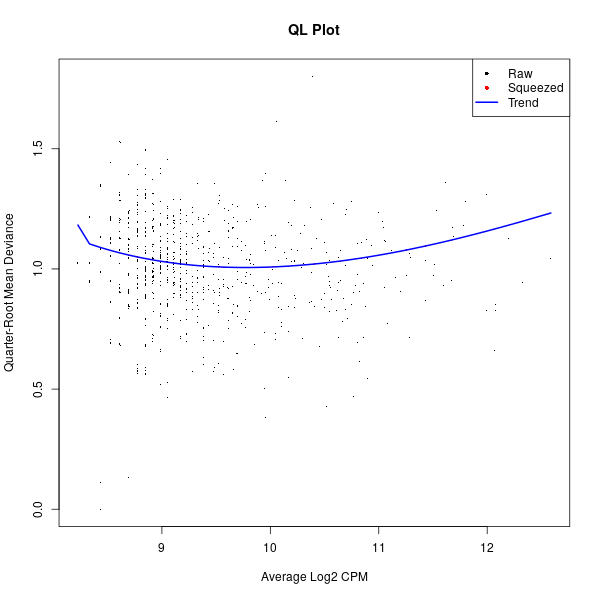 QL Plot
Raw
Squeezed
Trend
Quarter-Root Mean Deviance
1.5
1.0
0.5
0.0
9 10 11 12
Average Log2 CPM